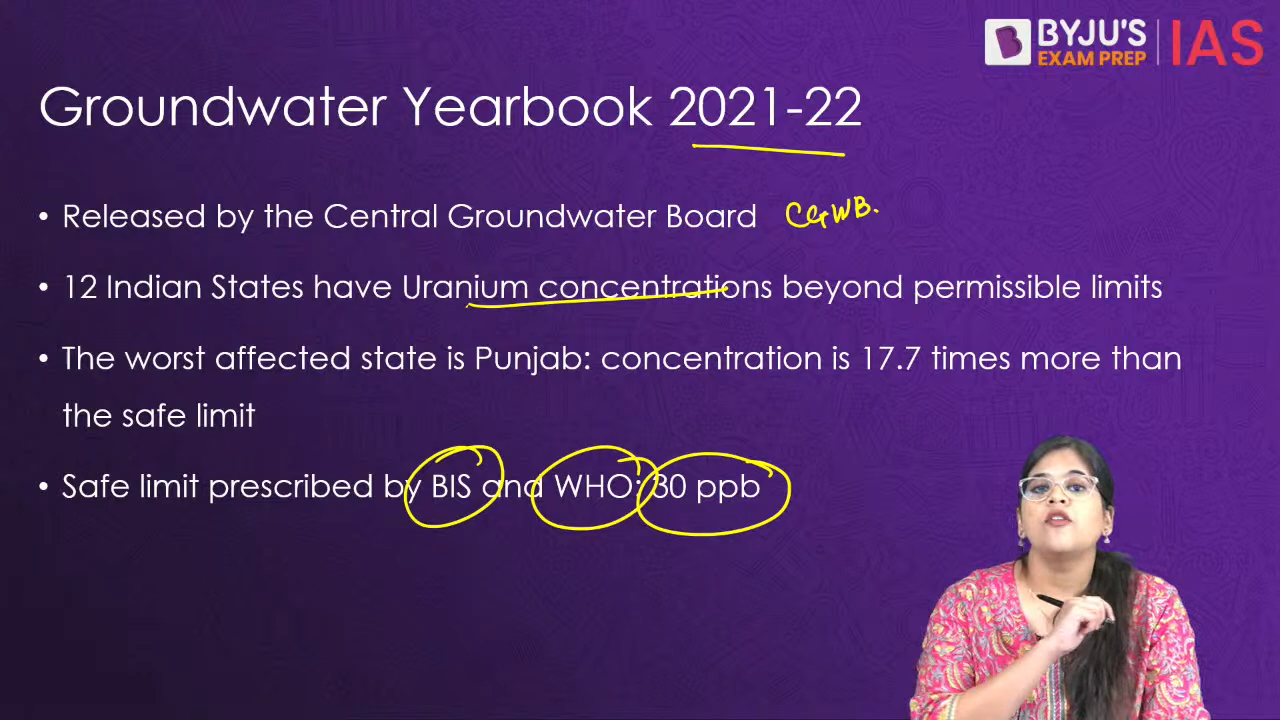 BYJU'S
EXAM PREP
IAS
Groundwater Yearbook 2021-22
• Released by the Central Groundwater Board CGWB.
• 12 Indian States have Uranium concentrations beyond permissible limits
• The worst affected state is Punjab: concentration is 17.7 times more than
the safe limit
• Safe limit prescribed by BIS and WHO: 30 ppb